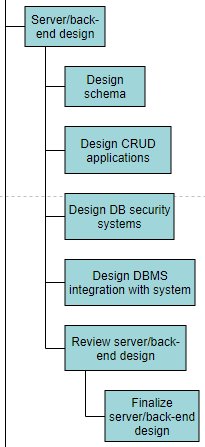 Server/back-
end design
Design
schema
Design CRUD
applications
Design DB security
systems
Design DBMS
integration with system
Review server/back-
end design
Finalize
server/back-end
design